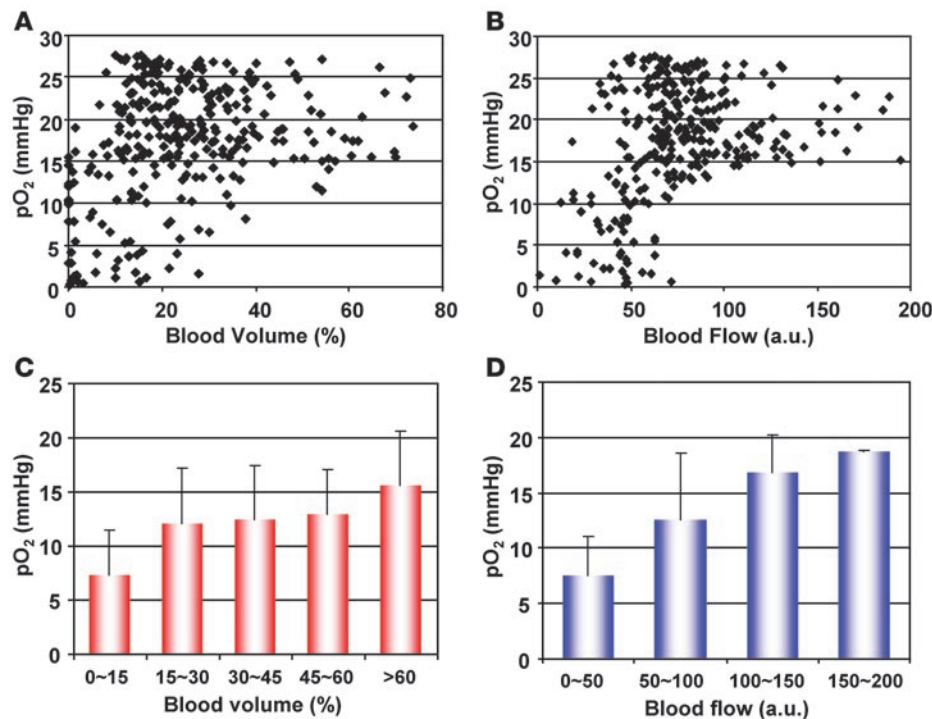 A
pO₂ (mmHg)
30
25
20
15
10
5
0
0 20 40 60 80
Blood Volume (%)
B
pO₂ (mmHg)
30
25
20
15
10
5
0
0 50 100 150 200
Blood Flow (a.u.)
C
pO₂ (mmHg)
25
20
15
10
5
0
0~15 15~30 30~45 45~60 >60
Blood volume (%)
D
pO₂ (mmHg)
25
20
15
10
5
0
0~50 50~100 100~150 150~200
Blood flow (a.u.)